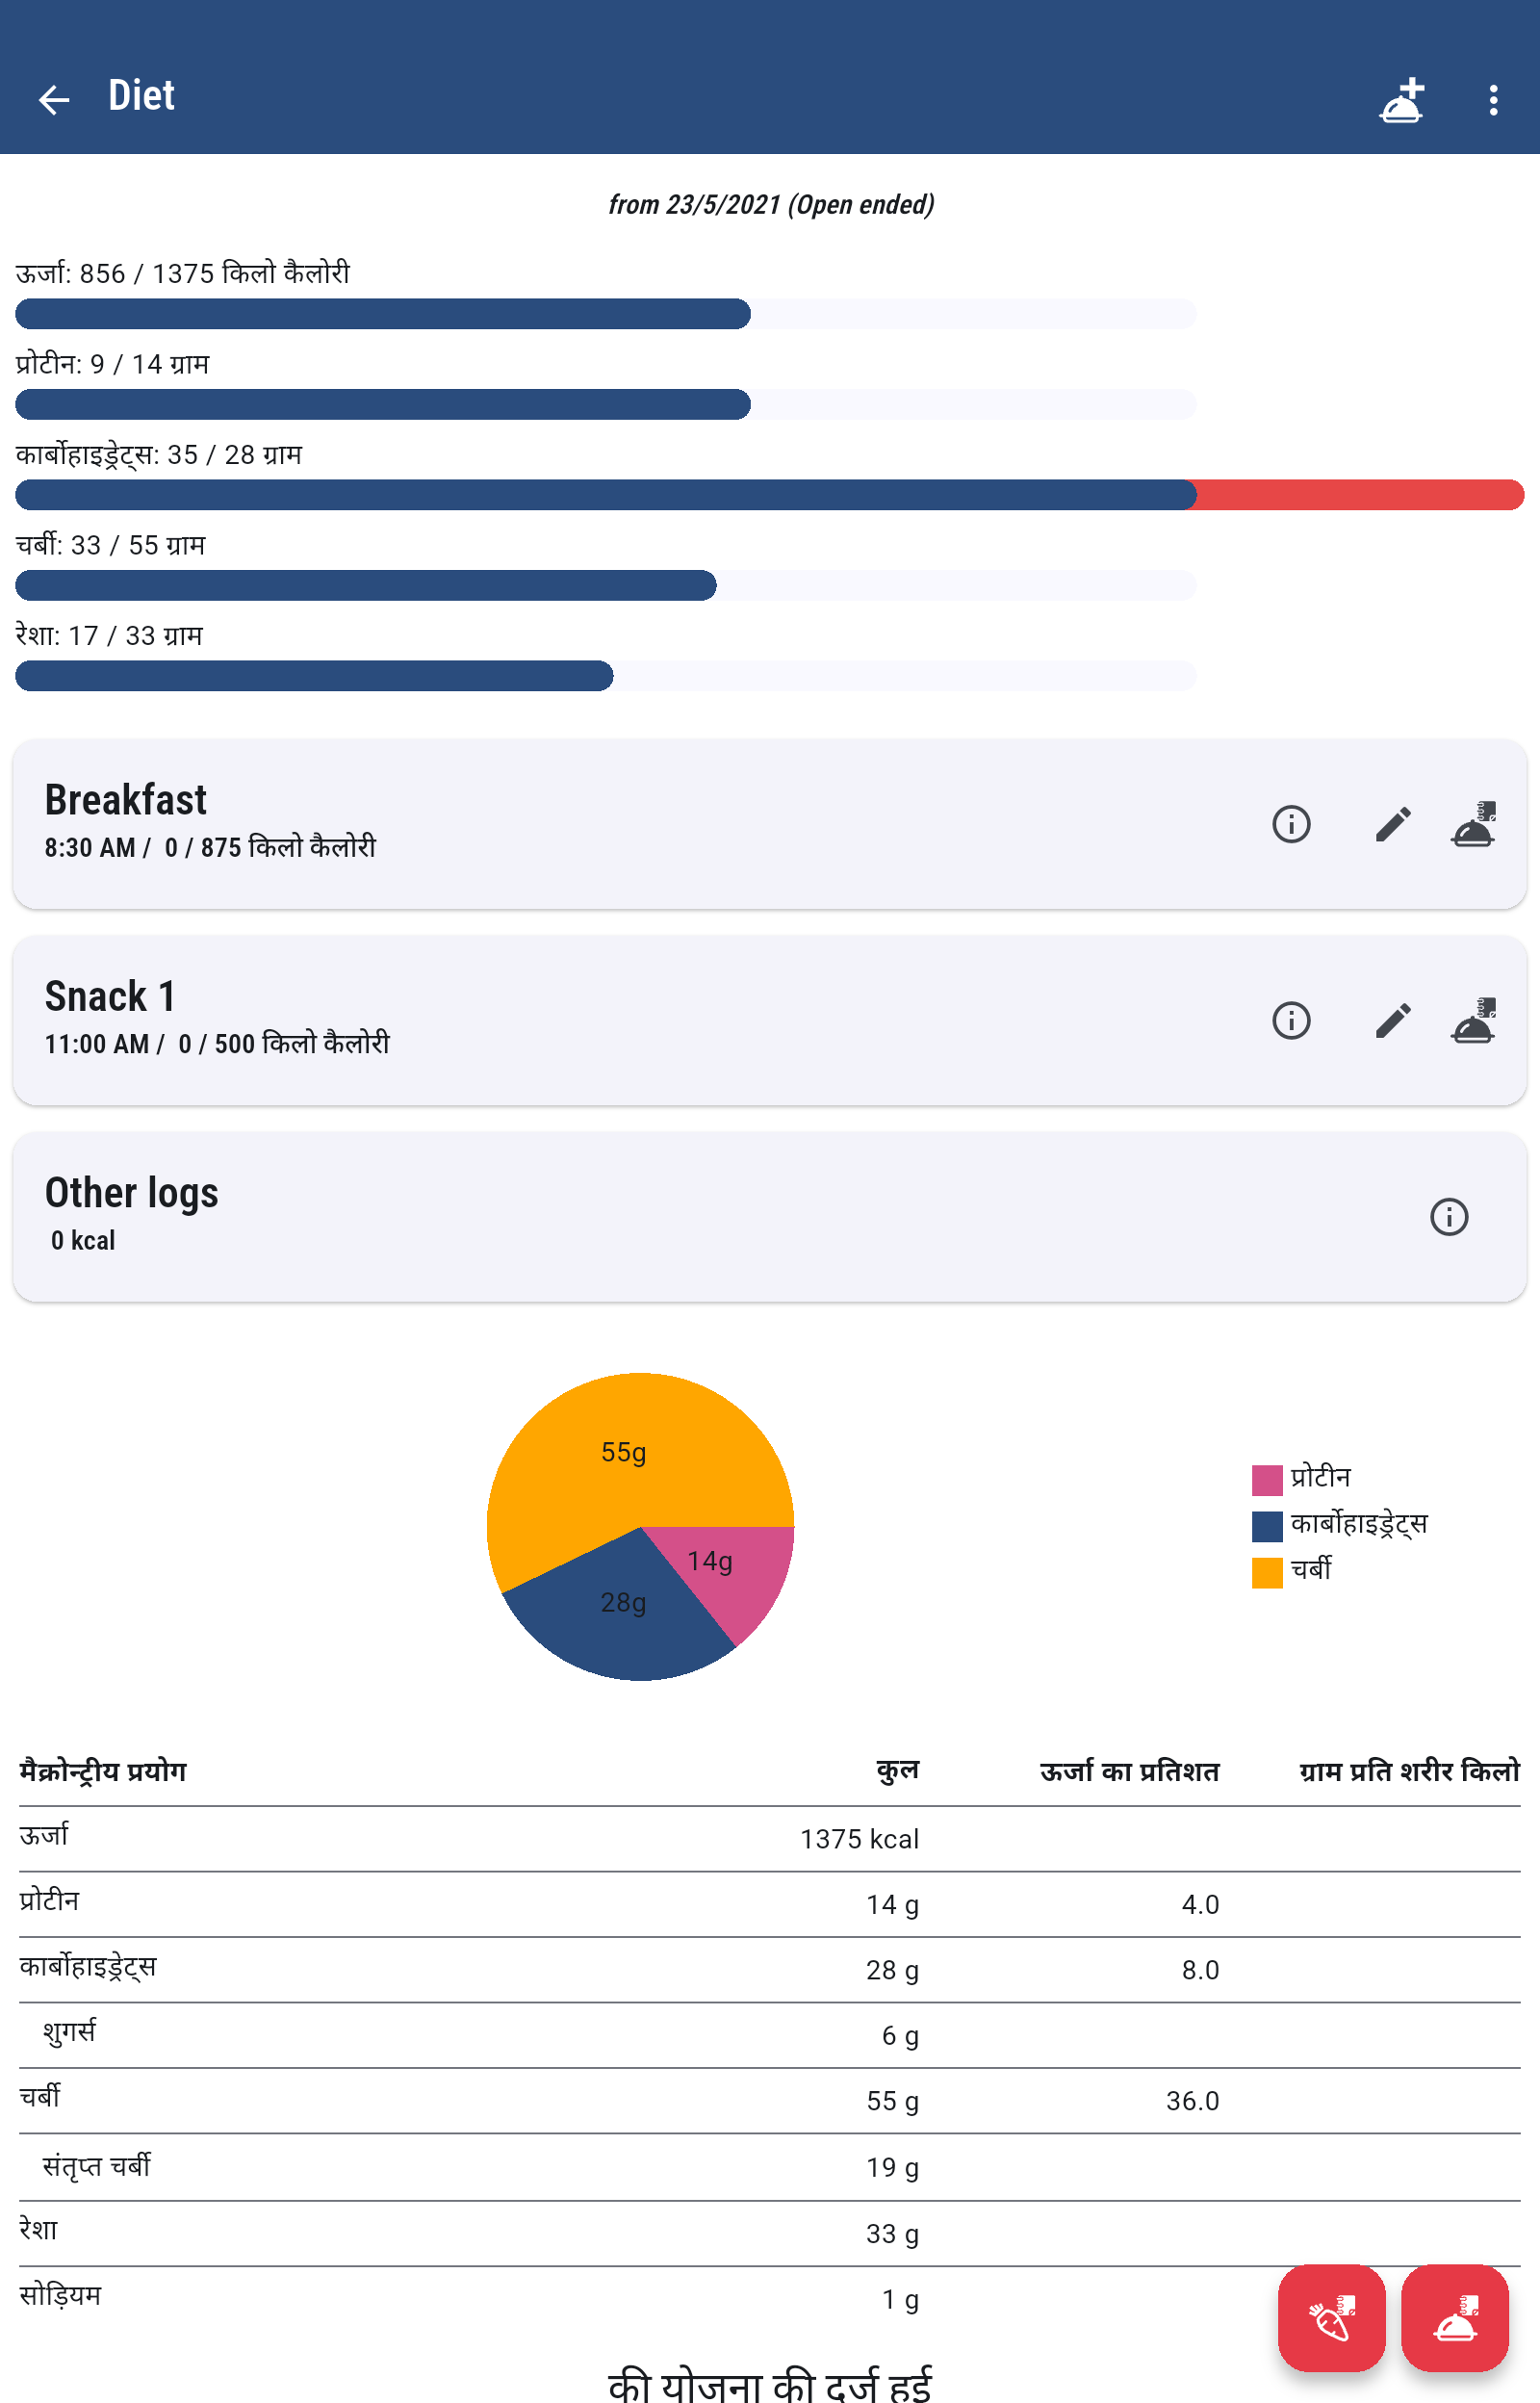 Diet
from 23/5/2021 (Open ended)
ऊर्जा: 856 / 1375 किलो कैलोरी
प्रोटीन: 9 / 14 ग्राम
कार्बोहाइड्रेट्स: 35 / 28 ग्राम
चर्बी: 33 / 55 ग्राम
रेशा: 17 / 33 ग्राम
Breakfast
8:30 AM / 0 / 875 किलो कैलोरी
Snack 1
11:00 AM / 0 / 500 किलो कैलोरी
Other logs
0 kcal
55g
14g
28g
प्रोटीन
कार्बोहाइड्रेट्स
चर्बी
मैक्रोन्ट्रीय प्रयोग कुल ऊर्जा का प्रतिशत ग्राम प्रति शरीर किलो
ऊर्जा 1375 kcal
प्रोटीन 14 g 4.0
कार्बोहाइड्रेट्स 28 g 8.0
शुगर्स 6 g
चर्बी 55 g 36.0
संतृप्त चर्बी 19 g
रेशा 33 g
सोड़ियम 1 g
की योजना की दर्ज हुई